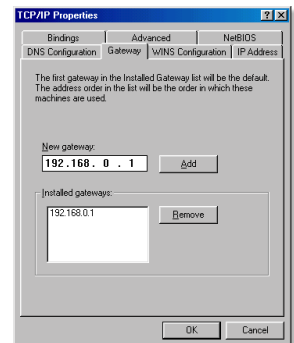 TCP/IP Properties
Bindings Advanced NetBIOS
DNS Configuration Gateway WINS Configuration IP Address
The first gateway in the Installed Gateway list will be the default.
The address order in the list will be the order in which these
machines are used.
New gateway:
192.168. 0 . 1 Add
Installed gateways:
192.168.0.1 Remove
OK Cancel